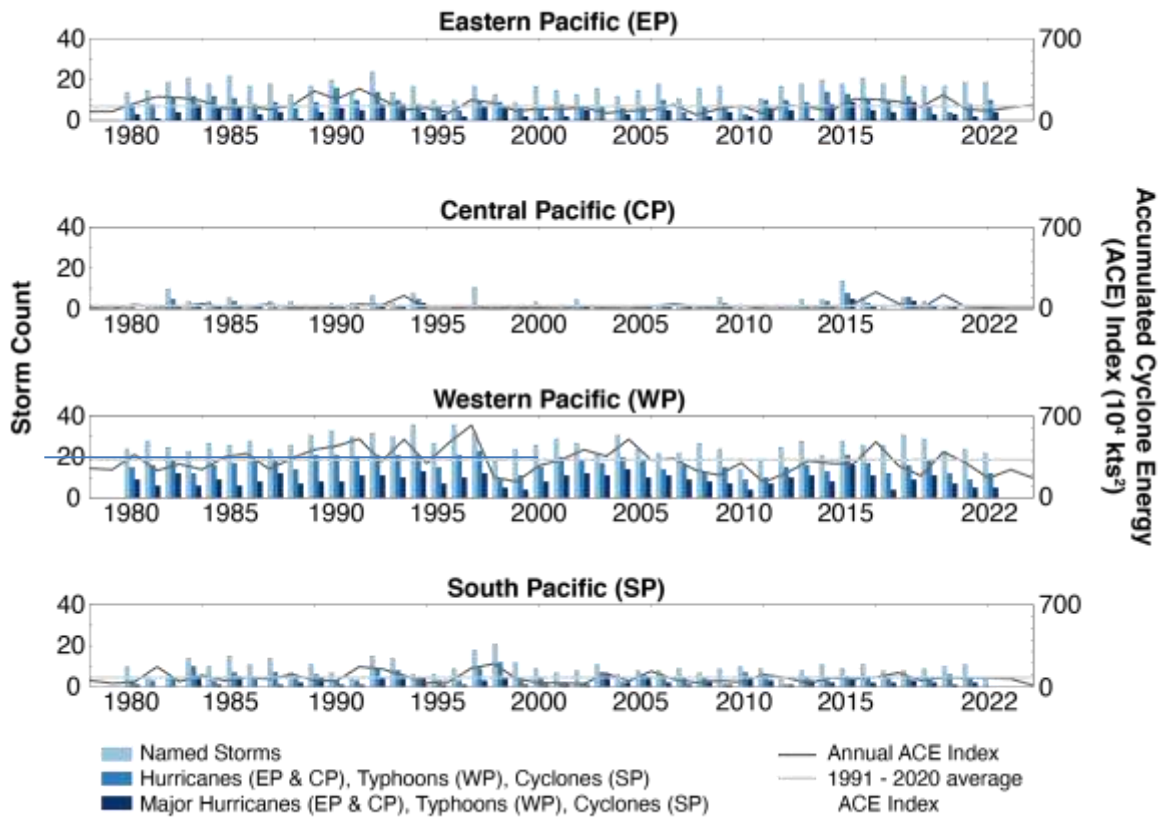 Eastern Pacific (EP)
40 700
20
0 0
1980 1985 1990 1995 2000 2005 2010 2015 2022
Central Pacific (CP)
40 700
20
0 0
1980 1985 1990 1995 2000 2005 2010 2015 2022
Storm Count
Accumulated Cyclone Energy
(ACE) Index (10⁴ kts²)
Western Pacific (WP)
40 700
20
0 0
1980 1985 1990 1995 2000 2005 2010 2015 2022
South Pacific (SP)
40 700
20
0 0
1980 1985 1990 1995 2000 2005 2010 2015 2022
Named Storms
Hurricanes (EP & CP), Typhoons (WP), Cyclones (SP)
Major Hurricanes (EP & CP), Typhoons (WP), Cyclones (SP)
Annual ACE Index
1991 - 2020 average
ACE Index